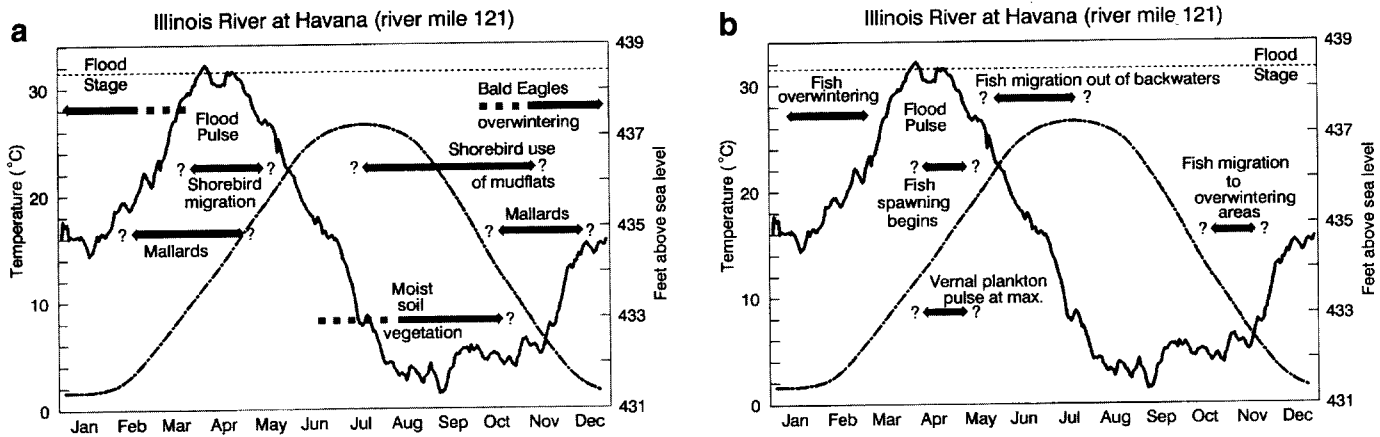 a
Illinois River at Havana (river mile 121)
Flood
Stage
Bald Eagles
overwintering
Flood
Pulse
? ?
Shorebird
migration
? ?
Shorebird use
of mudflats
? ?
Mallards
? ?
Mallards
? ?
Moist
soil
vegetation
?
Temperature (°C)
30
20
10
0
Feet above sea level
439
437
435
433
431
Jan Feb Mar Apr May Jun Jul Aug Sep Oct Nov Dec
b
Illinois River at Havana (river mile 121)
Flood
Stage
Fish
overwintering
Fish migration out of backwaters
? ?
Flood
Pulse
? ?
Fish
spawning
begins
Fish migration
to
overwintering
areas
? ?
Vernal plankton
pulse at max.
? ?
Temperature (°C)
30
20
10
0
Feet above sea level
439
437
435
433
431
Jan Feb Mar Apr May Jun Jul Aug Sep Oct Nov Dec